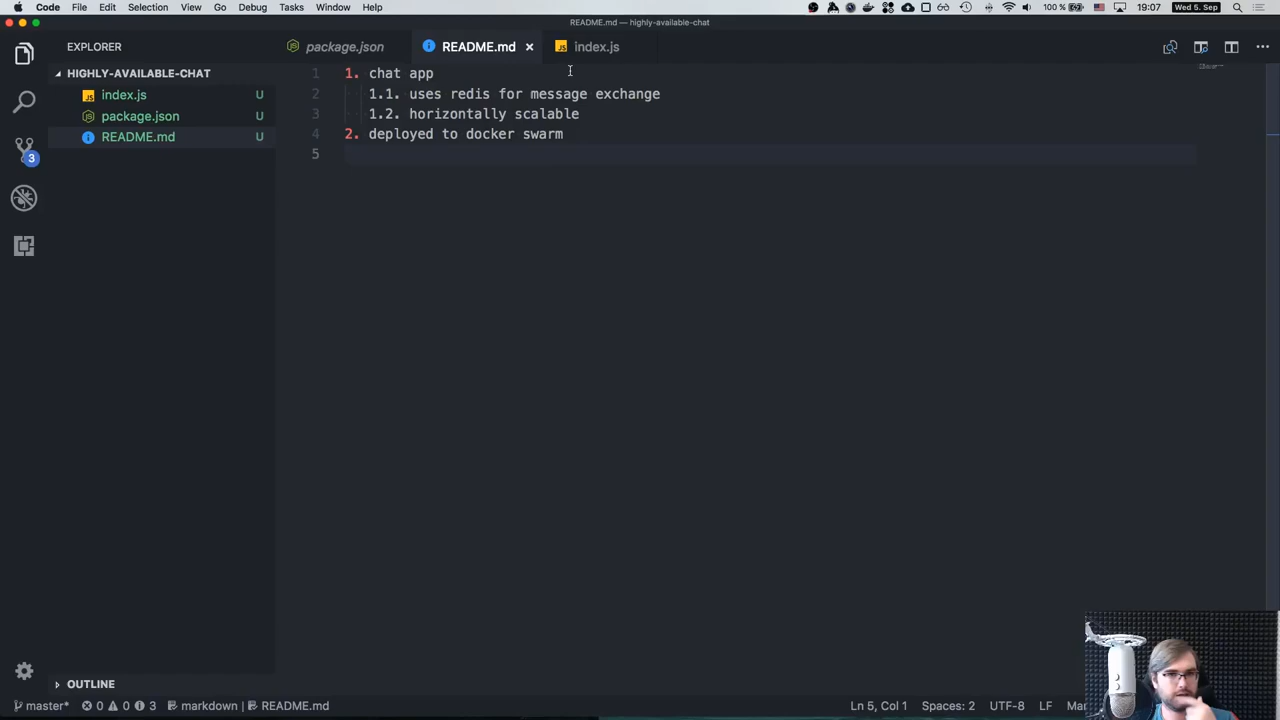 Code File Edit Selection View Go Debug Tasks Window Help 100 % 19:07 Wed 5. Sep
README.md — highly-available-chat
EXPLORER
package.json README.md index.js
HIGHLY-AVAILABLE-CHAT
index.js U
package.json U
README.md U
1 1. chat app
2 1.1. uses redis for message exchange
3 1.2. horizontally scalable
4 2. deployed to docker swarm
5
3
OUTLINE
master* 0 0 3 markdown README.md Ln 5, Col 1 Spaces: 2 UTF-8 LF